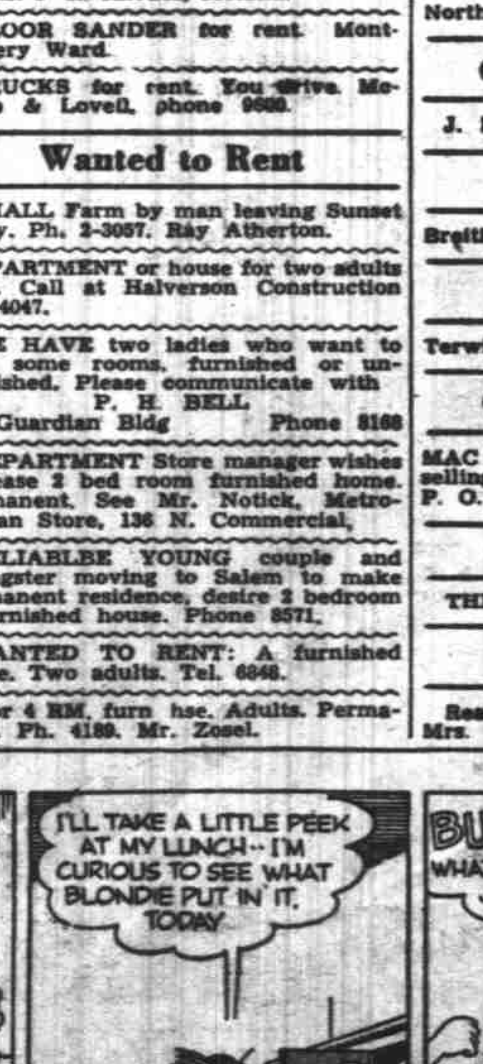 OOR SANDER for rent. Mont-
ery Ward.
UCKS for rent. You Drive. Mc-
& Lovell, phone 9600.
Wanted to Rent
ALL Farm by man leaving Sunset
y. Ph. 2-3057. Ray Atherton.
ARTMENT or house for two adults
Call at Halverson Construction
4047.
E HAVE two ladies who want to
some rooms, furnished or un-
ished. Please communicate with
P. H. BELL
Guardian Bldg Phone 8168
EPARTMENT Store manager wishes
ease 2 bed room furnished home.
manent. See Mr. Notick, Metro-
an Store, 136 N. Commercial,
LIABLBE YOUNG couple and
ngster moving to Salem to make
manent residence, desire 2 bedroom
rnished house. Phone 8571.
ANTED TO RENT: A furnished
e. Two adults. Tel. 6848.
r 4 RM. furn hse. Adults. Perma-
Ph. 4189. Mr. Zosel.
North
J.
Breit
Terwi
MAC
selling
P. O.
TH
Rea
Mrs.
I'LL TAKE A LITTLE PEEK
AT MY LUNCH-- I'M
CURIOUS TO SEE WHAT
BLONDIE PUT IN IT,
TODAY
BU
WHA